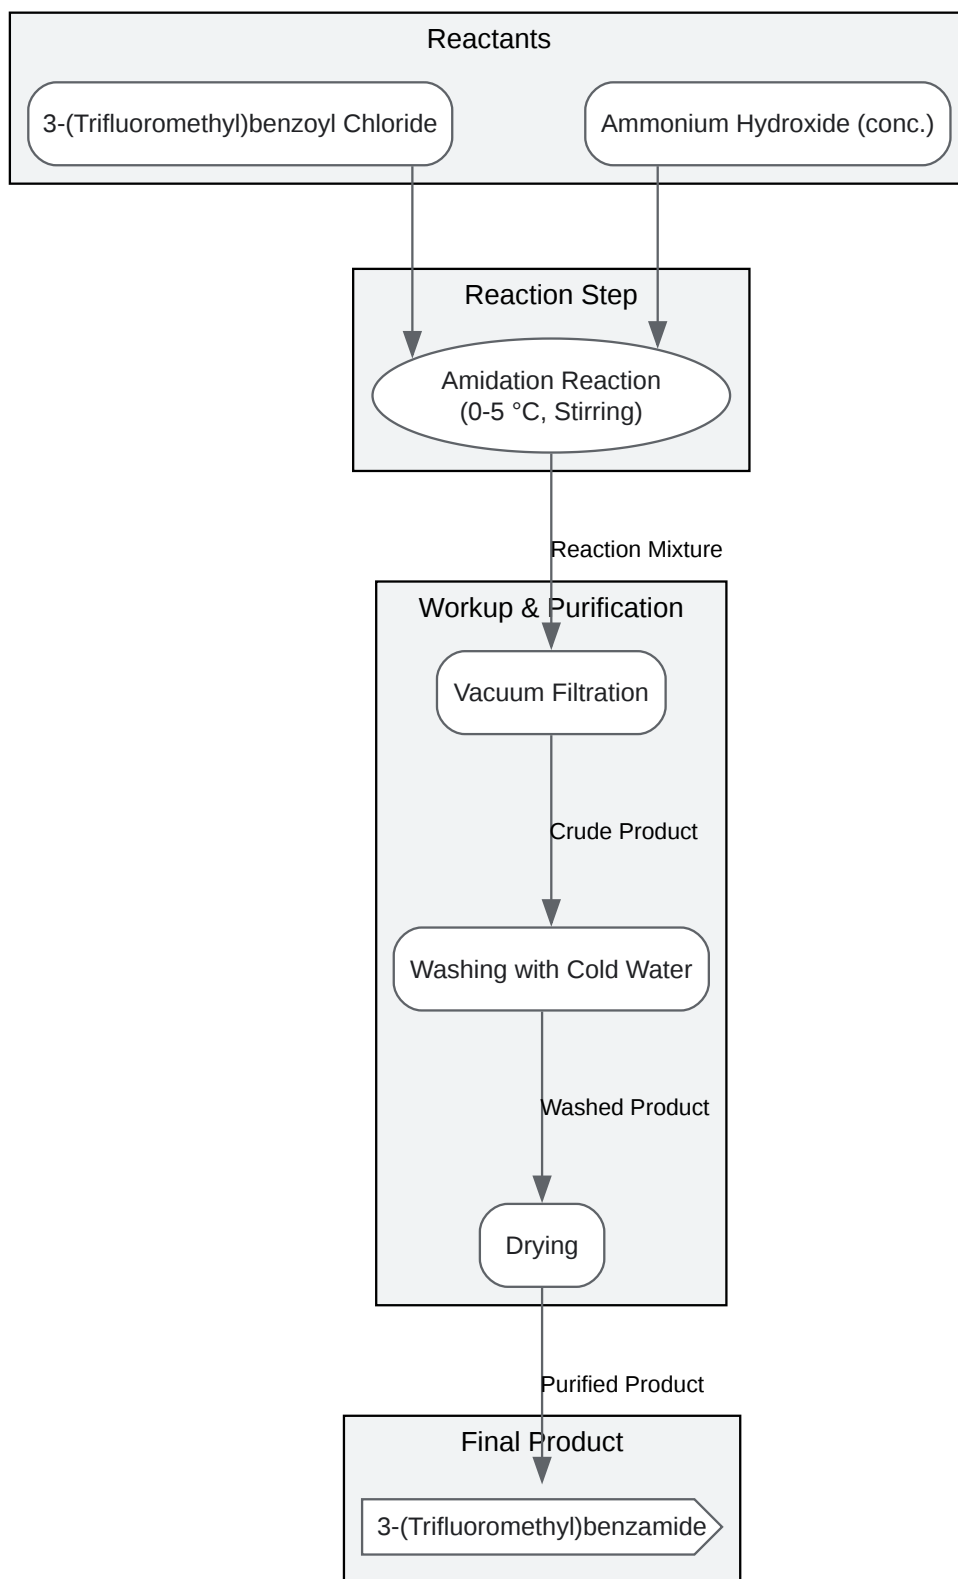 Reactants
3-(Trifluoromethyl)benzoyl Chloride
Ammonium Hydroxide (conc.)
Reaction Step
Amidation Reaction
(0-5 °C, Stirring)
Reaction Mixture
Workup & Purification
Vacuum Filtration
Crude Product
Washing with Cold Water
Washed Product
Drying
Purified Product
Final Product
3-(Trifluoromethyl)benzamide